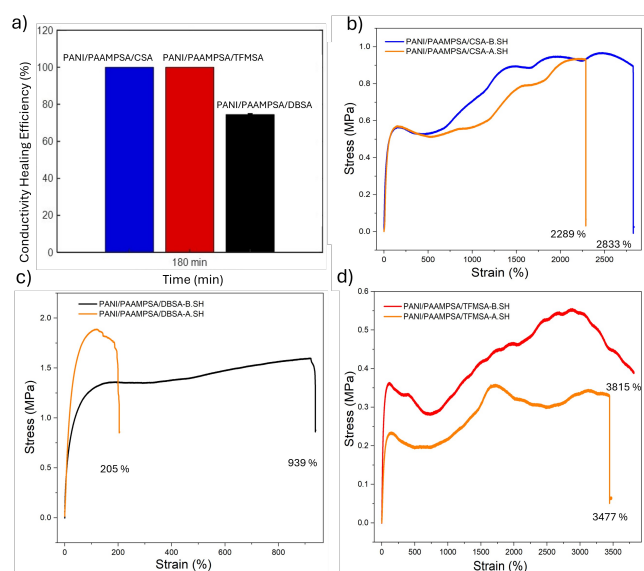 a)
Conductivity Healing Efficiency (%)
120
100
80
60
40
20
0
PANI/PAAMPSA/CSA
PANI/PAAMPSA/TFMSA
PANI/PAAMPSA/DBSA
180 min
Time (min)
b)
PANI/PAAMPSA/CSA-B.SH
PANI/PAAMPSA/CSA-A.SH
Stress (MPa)
1.0
0.8
0.6
0.4
0.2
0.0
2289 %
2833 %
0 500 1000 1500 2000 2500
Strain (%)
c)
PANI/PAAMPSA/DBSA-B.SH
PANI/PAAMPSA/DBSA-A.SH
Stress (MPa)
2.0
1.5
1.0
0.5
0.0
205 %
939 %
0 200 400 600 800
Strain (%)
d)
PANI/PAAMPSA/TFMSA-B.SH
PANI/PAAMPSA/TFMSA-A.SH
Stress (MPa)
0.6
0.5
0.4
0.3
0.2
0.1
0.0
3815 %
3477 %
0 500 1000 1500 2000 2500 3000 3500
Strain (%)